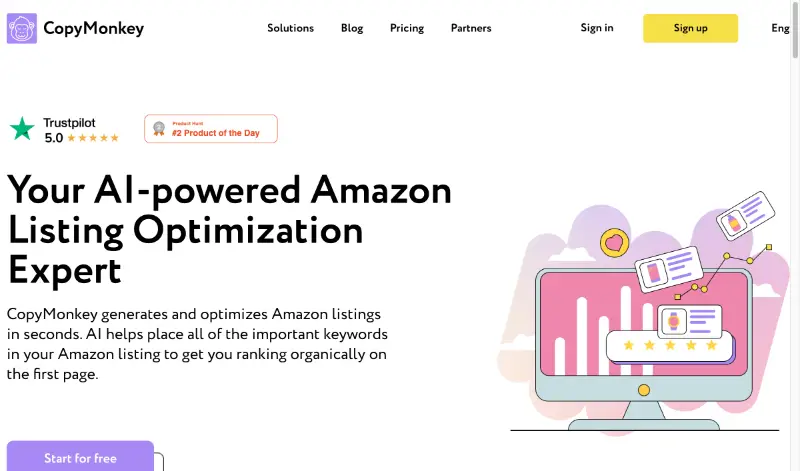 CopyMonkey
Solutions
Blog
Pricing
Partners
Sign in
Sign up
Eng
Trustpilot
5.0
Product Hunt
#2 Product of the Day
Your AI-powered Amazon
Listing Optimization
Expert
CopyMonkey generates and optimizes Amazon listings
in seconds. AI helps place all of the important keywords
in your Amazon listing to get you ranking organically on
the first page.
Start for free